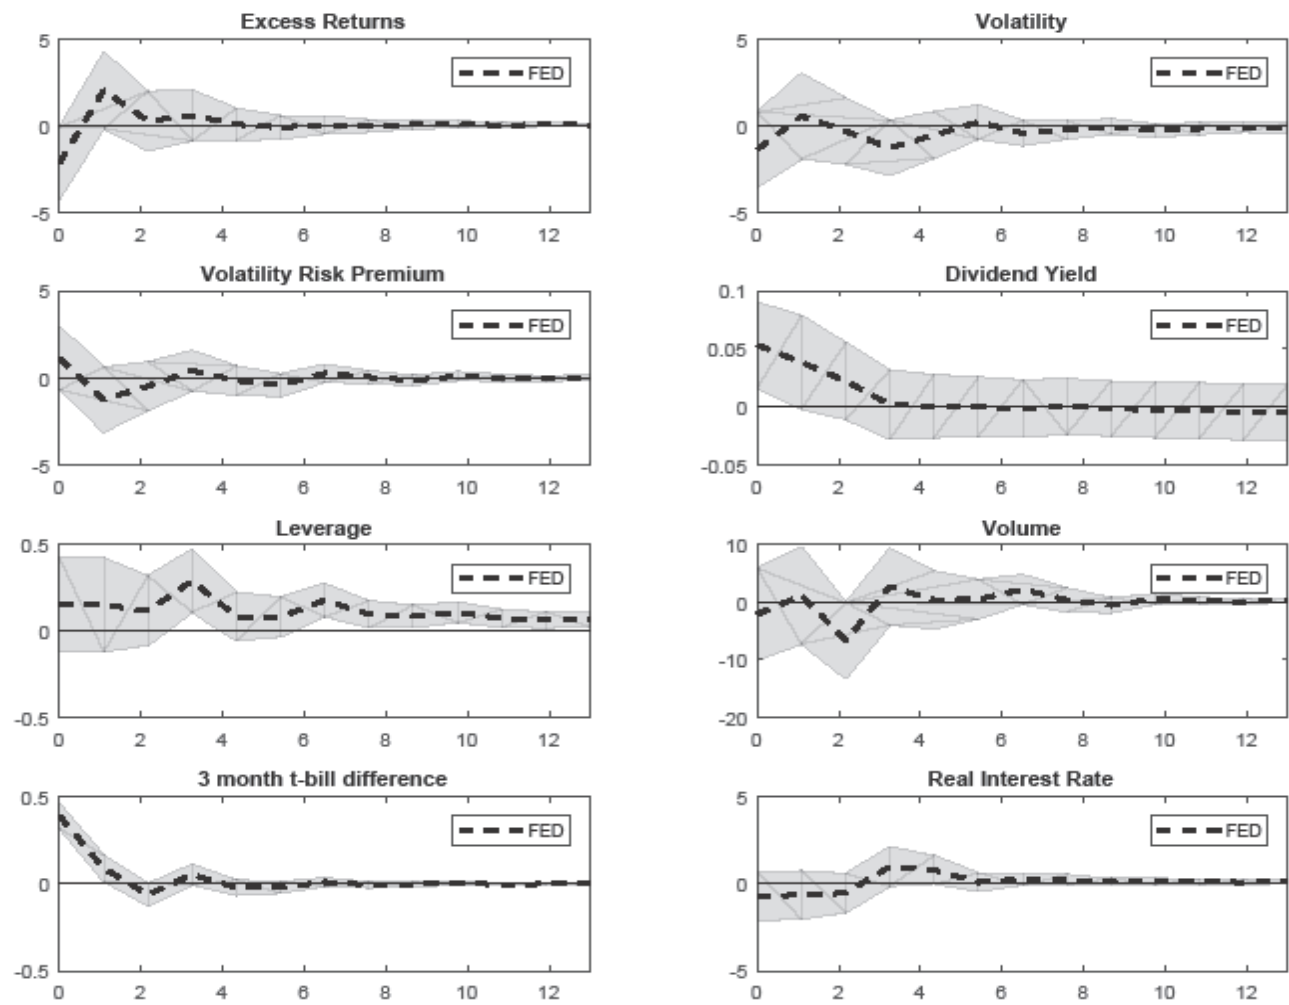 Excess Returns
5
0
-5
0 2 4 6 8 10 12
FED
Volatility
5
0
-5
0 2 4 6 8 10 12
FED
Volatility Risk Premium
5
0
-5
0 2 4 6 8 10 12
FED
Dividend Yield
0.1
0.05
0
-0.05
0 2 4 6 8 10 12
FED
Leverage
0.5
0
-0.5
0 2 4 6 8 10 12
FED
Volume
10
0
-10
-20
0 2 4 6 8 10 12
FED
3 month t-bill difference
0.5
0
-0.5
0 2 4 6 8 10 12
FED
Real Interest Rate
5
0
-5
0 2 4 6 8 10 12
FED